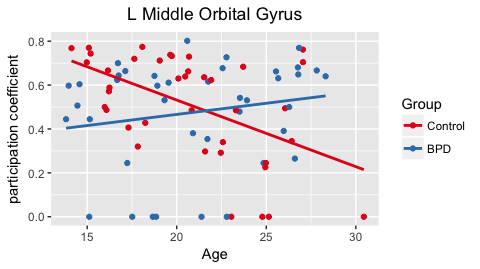 L Middle Orbital Gyrus
participation coefficient
0.8
0.6
0.4
0.2
0.0
15 20 25 30
Age
Group
Control
BPD